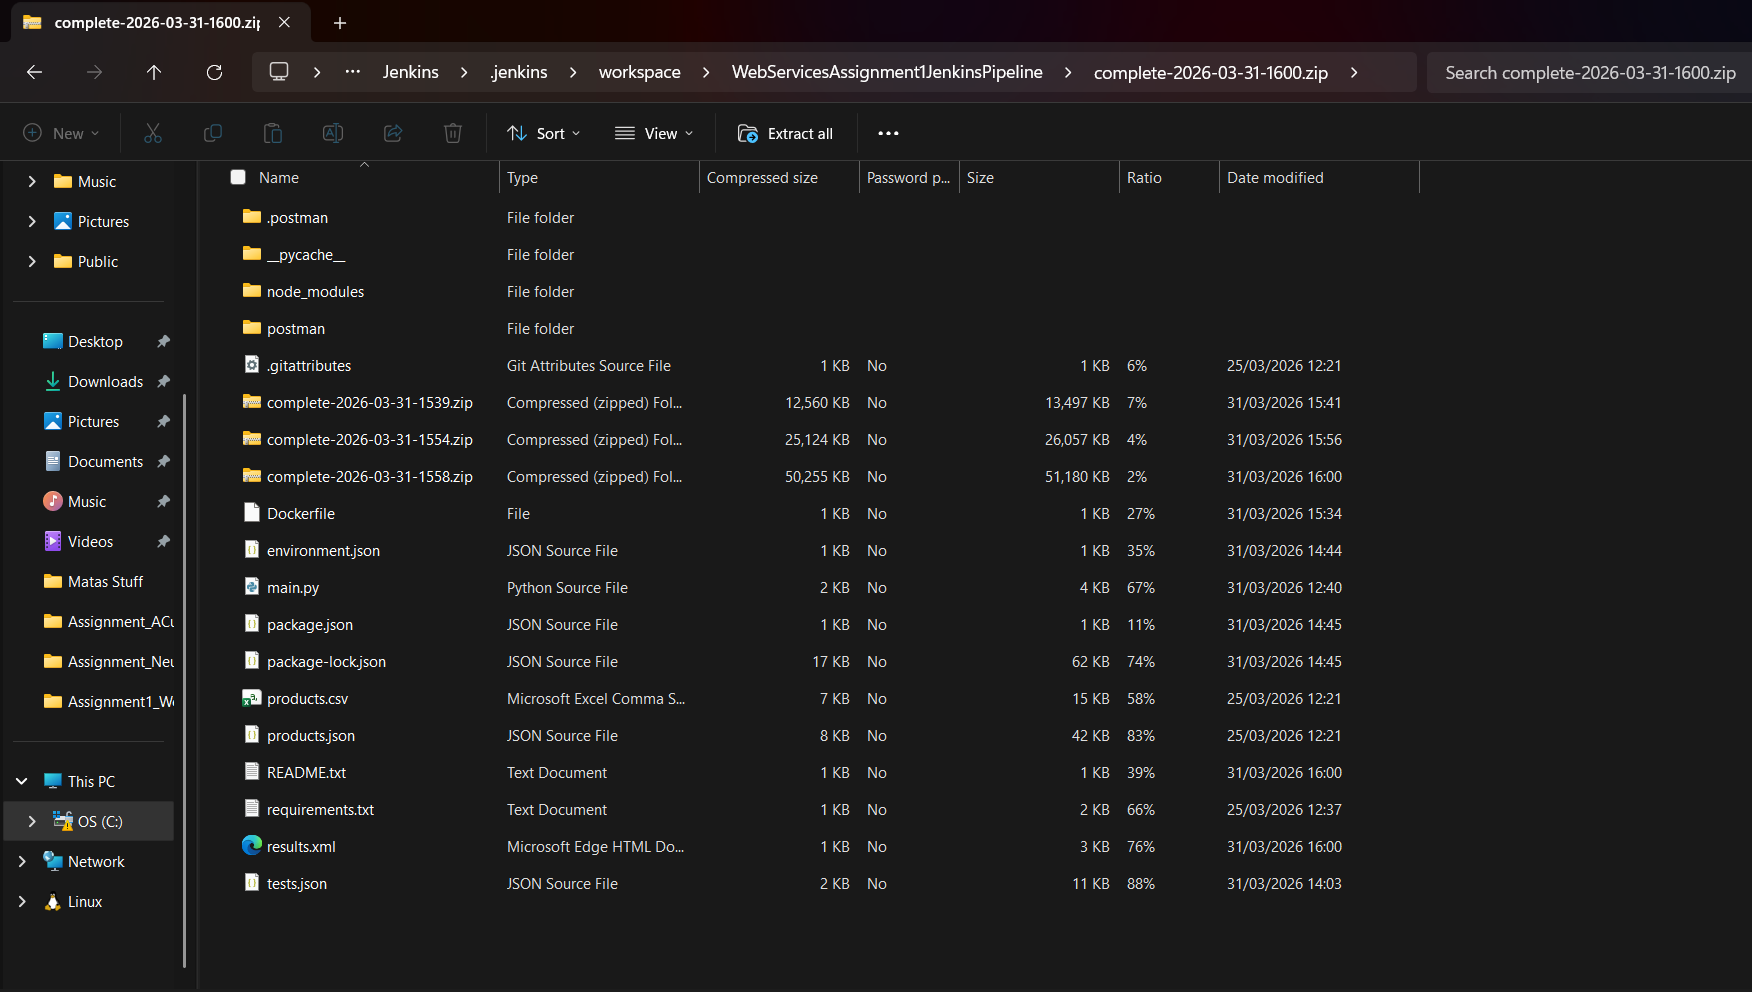 complete-2026-03-31-1600.zip
Jenkins > .jenkins > workspace > WebServicesAssignment1JenkinsPipeline > complete-2026-03-31-1600.zip >
Search complete-2026-03-31-1600.zip
New Sort View Extract all
Music
Pictures
Public
Desktop
Downloads
Pictures
Documents
Music
Videos
Matas Stuff
Assignment_ACu
Assignment_Neu
Assignment1_We
This PC
OS (C:)
Network
Linux
Name Type Compressed size Password p... Size Ratio Date modified
.postman File folder
__pycache__ File folder
node_modules File folder
postman File folder
.gitattributes Git Attributes Source File 1 KB No 1 KB 6% 25/03/2026 12:21
complete-2026-03-31-1539.zip Compressed (zipped) Fol... 12,560 KB No 13,497 KB 7% 31/03/2026 15:41
complete-2026-03-31-1554.zip Compressed (zipped) Fol... 25,124 KB No 26,057 KB 4% 31/03/2026 15:56
complete-2026-03-31-1558.zip Compressed (zipped) Fol... 50,255 KB No 51,180 KB 2% 31/03/2026 16:00
Dockerfile File 1 KB No 1 KB 27% 31/03/2026 15:34
environment.json JSON Source File 1 KB No 1 KB 35% 31/03/2026 14:44
main.py Python Source File 2 KB No 4 KB 67% 31/03/2026 12:40
package.json JSON Source File 1 KB No 1 KB 11% 31/03/2026 14:45
package-lock.json JSON Source File 17 KB No 62 KB 74% 31/03/2026 14:45
products.csv Microsoft Excel Comma S... 7 KB No 15 KB 58% 25/03/2026 12:21
products.json JSON Source File 8 KB No 42 KB 83% 25/03/2026 12:21
README.txt Text Document 1 KB No 1 KB 39% 31/03/2026 16:00
requirements.txt Text Document 1 KB No 2 KB 66% 25/03/2026 12:37
results.xml Microsoft Edge HTML Do... 1 KB No 3 KB 76% 31/03/2026 16:00
tests.json JSON Source File 2 KB No 11 KB 88% 31/03/2026 14:03